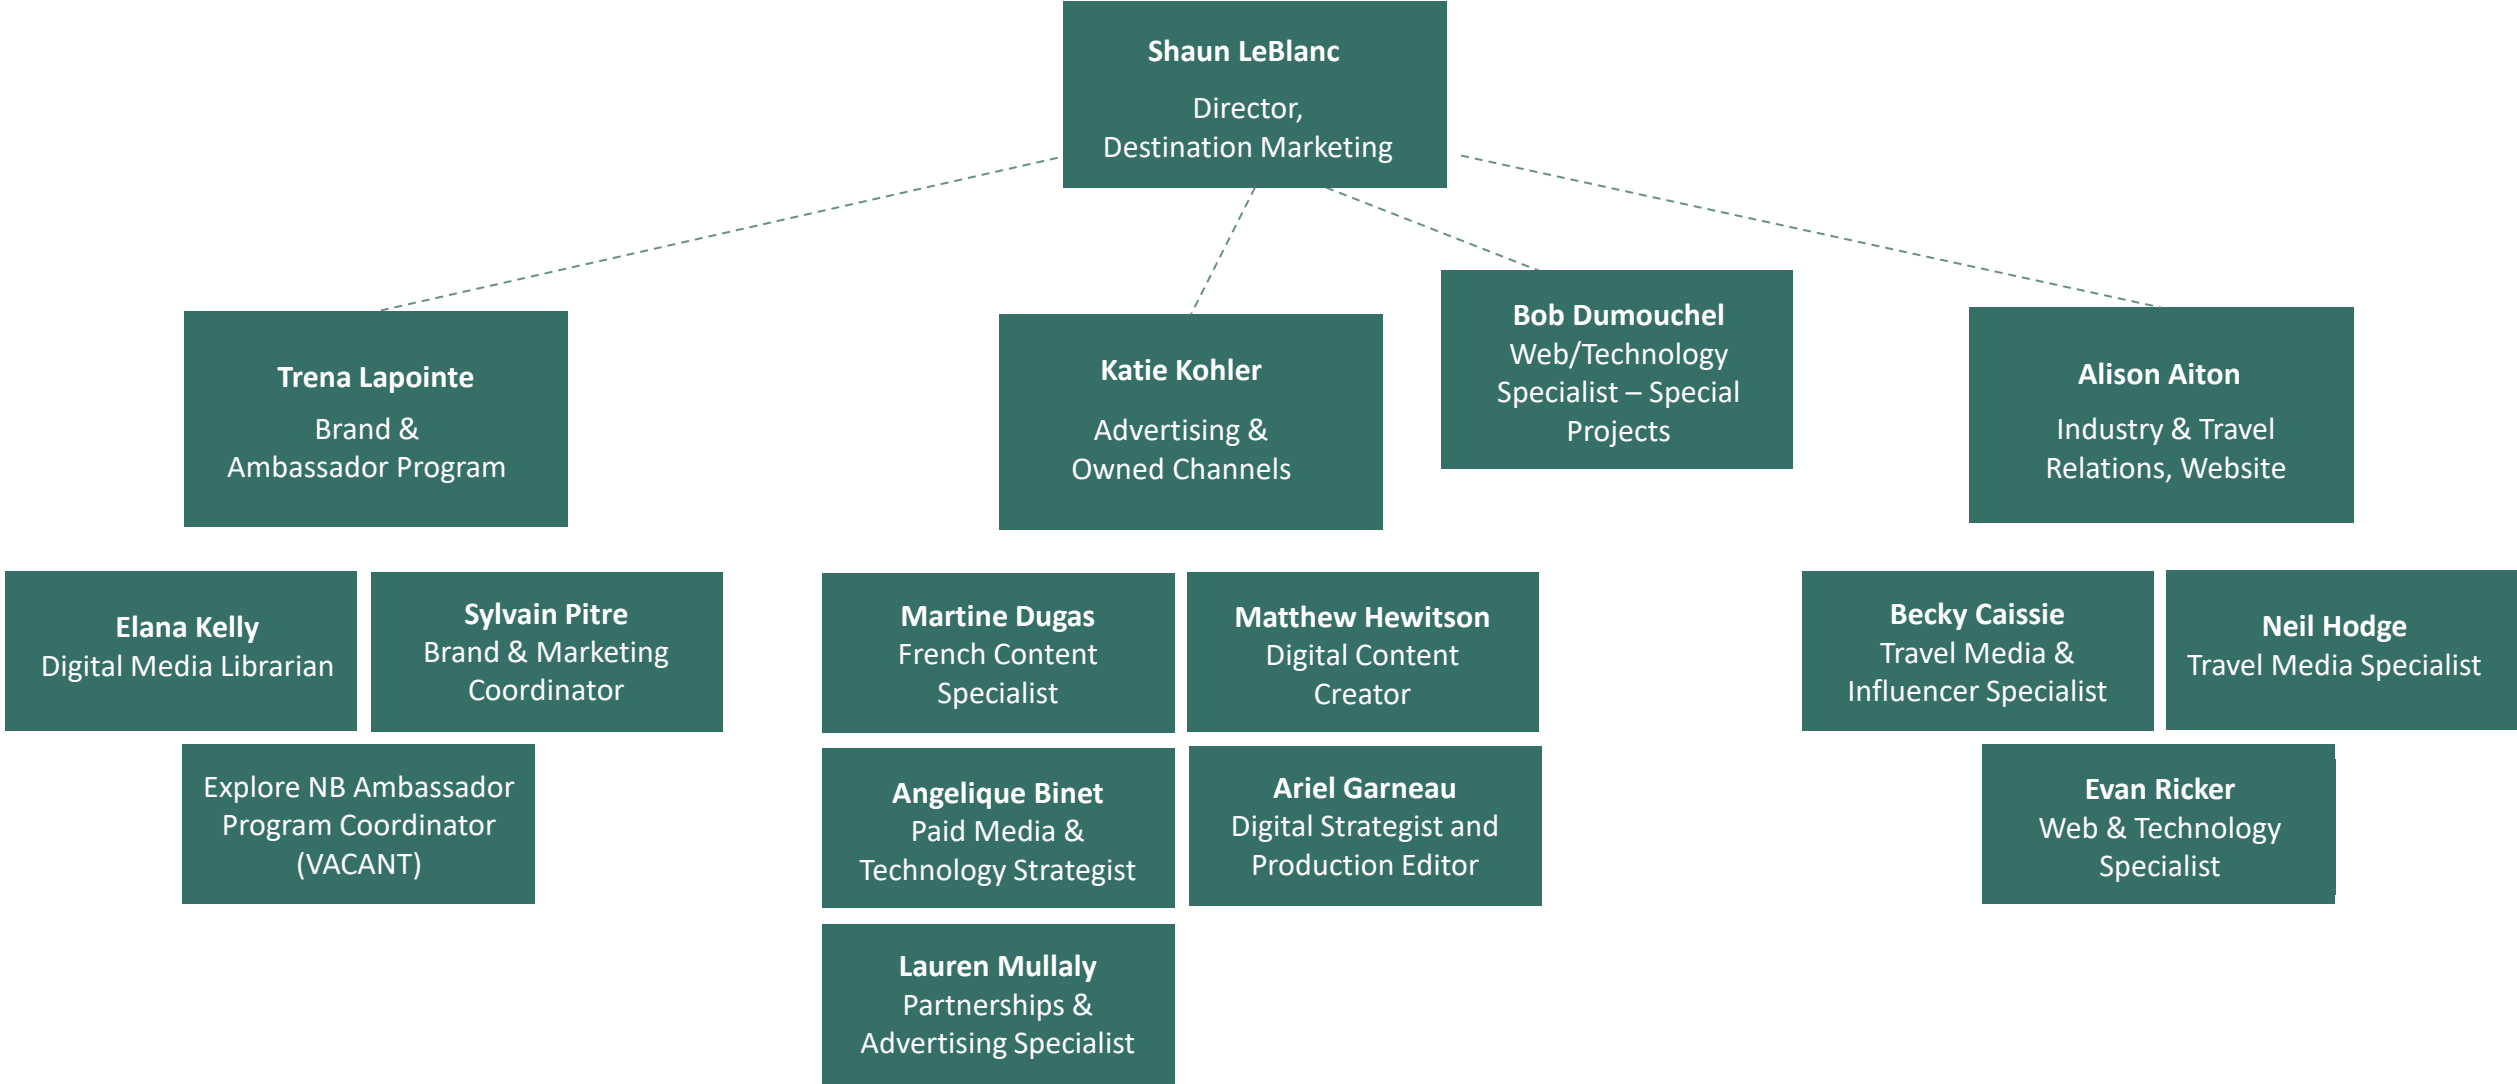 Shaun LeBlanc
Director,
Destination Marketing
Trena Lapointe
Brand &
Ambassador Program
Katie Kohler
Advertising &
Owned Channels
Bob Dumouchel
Web/Technology
Specialist – Special
Projects
Alison Aiton
Industry & Travel
Relations, Website
Elana Kelly
Digital Media Librarian
Sylvain Pitre
Brand & Marketing
Coordinator
Explore NB Ambassador
Program Coordinator
(VACANT)
Martine Dugas
French Content
Specialist
Matthew Hewitson
Digital Content
Creator
Angelique Binet
Paid Media &
Technology Strategist
Ariel Garneau
Digital Strategist and
Production Editor
Lauren Mullaly
Partnerships &
Advertising Specialist
Becky Caissie
Travel Media &
Influencer Specialist
Neil Hodge
Travel Media Specialist
Evan Ricker
Web & Technology
Specialist